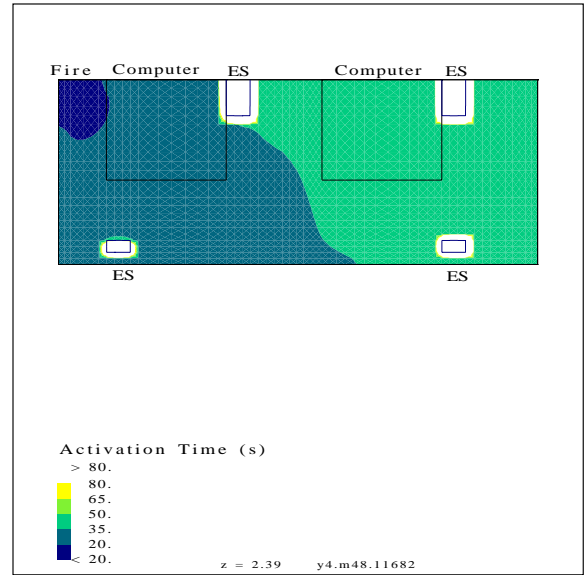 Fire Computer ES Computer ES
ES ES
Activation Time (s)
> 80.
80.
65.
50.
35.
20.
< 20.
z = 2.39 y4.m48.11682